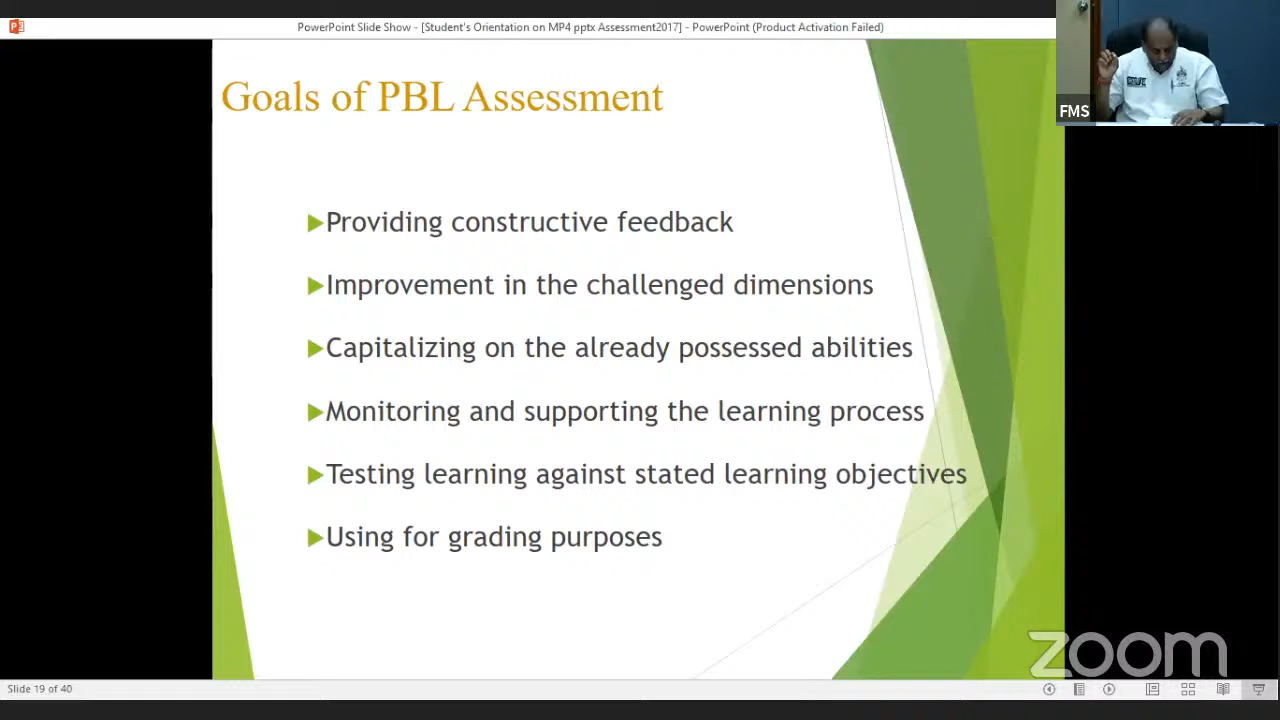 PowerPoint Slide Show - [Student's Orientation on MP4 pptx Assessment2017] - PowerPoint (Product Activation Failed)
Goals of PBL Assessment
FMS
Providing constructive feedback
Improvement in the challenged dimensions
Capitalizing on the already possessed abilities
Monitoring and supporting the learning process
Testing learning against stated learning objectives
Using for grading purposes
zoom
Slide 19 of 40